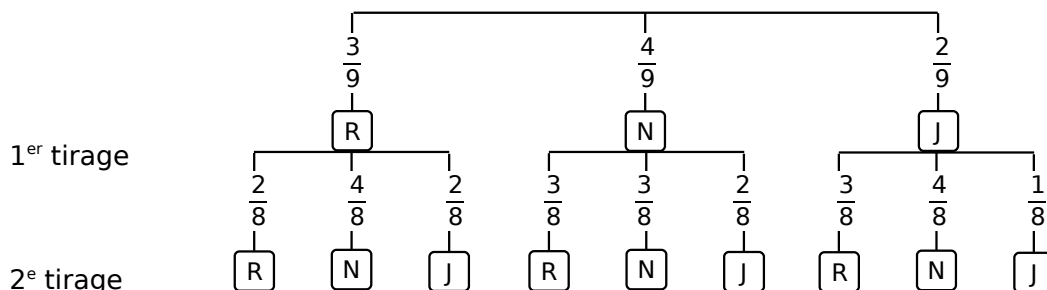 3/9 4/9 2/9
R N J
1er tirage
2/8 4/8 2/8 3/8 3/8 2/8 3/8 4/8 1/8
R N J R N J R N J
2e tirage